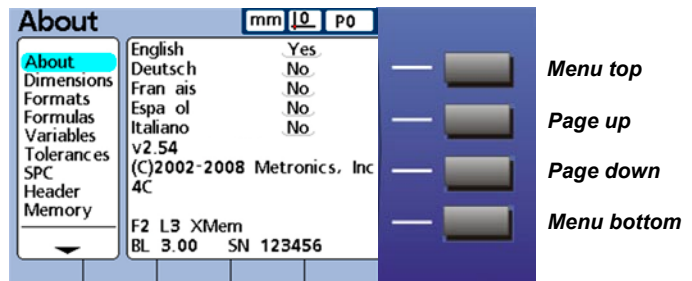 About
mm 0 P0
About
Dimensions
Formats
Formulas
Variables
Tolerances
SPC
Header
Memory
English Yes
Deutsch No
Fran ais No
Espa ol No
Italiano No
v2.54
(C)2002-2008 Metronics, Inc
4C
F2 L3 XMem
BL 3.00 SN 123456
Menu top
Page up
Page down
Menu bottom